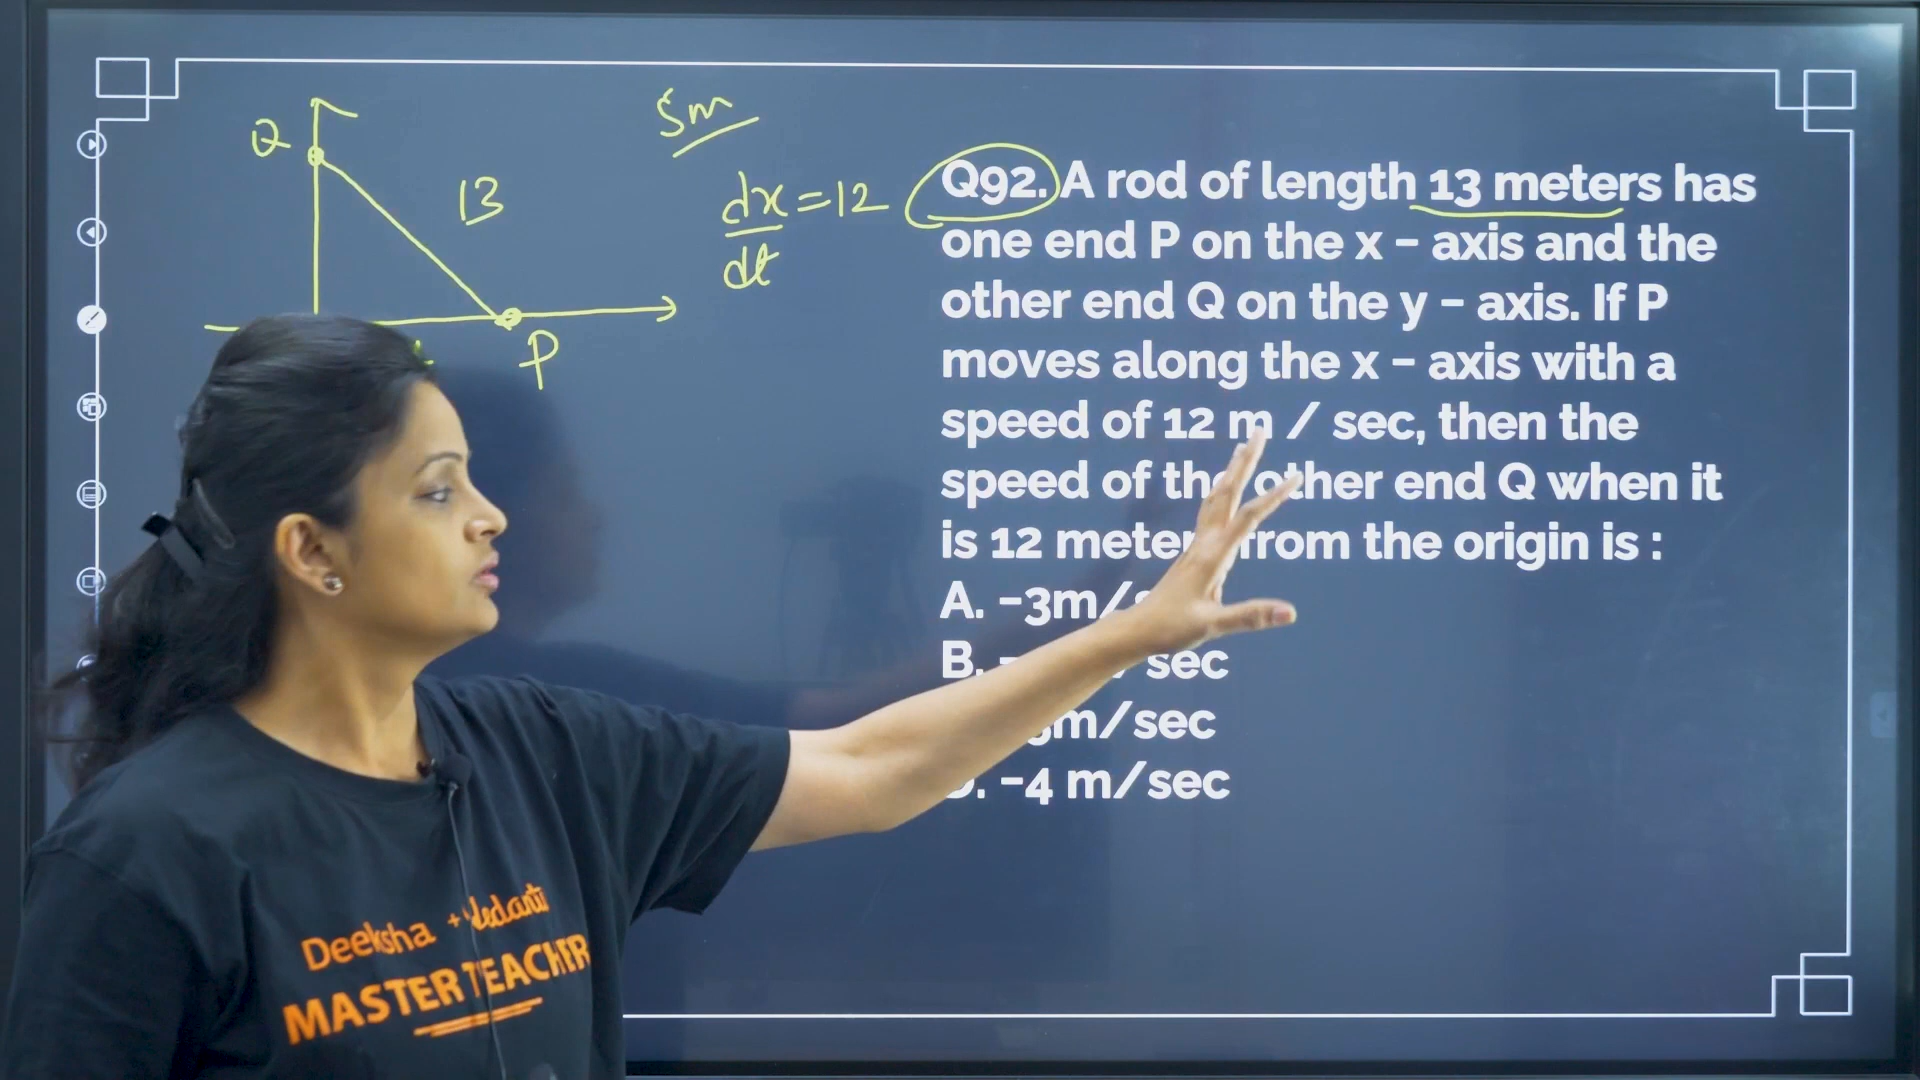 Q
13
5m
dx = 12
dt
P
Q92. A rod of length 13 meters has
one end P on the x – axis and the
other end Q on the y – axis. If P
moves along the x – axis with a
speed of 12 m / sec, then the
speed of the other end Q when it
is 12 meter from the origin is :
A. –3m/
B. – sec
m/sec
. –4 m/sec
Deeksha + Vedantu
MASTER TEACHER